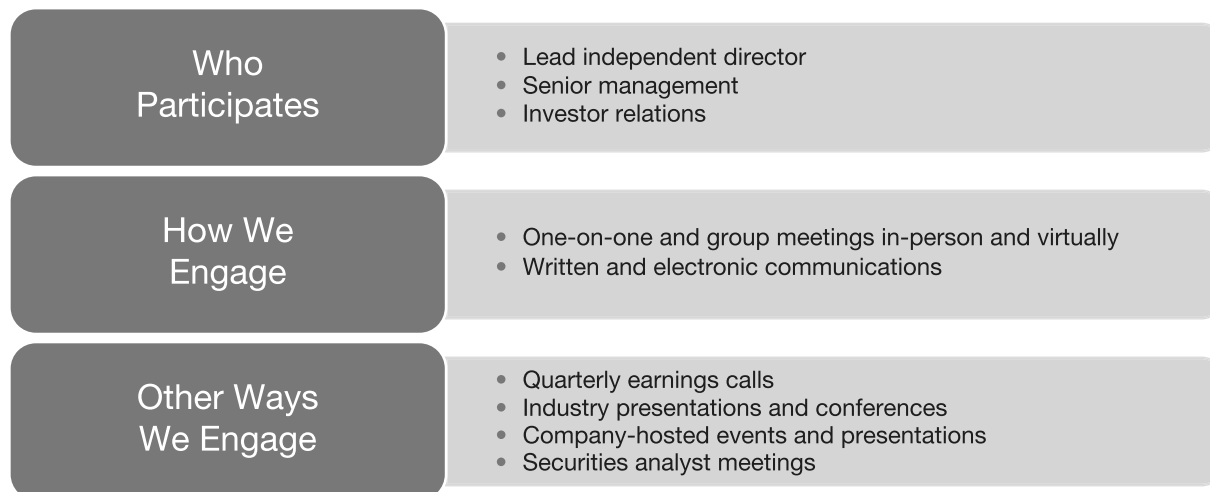 Who
Participates
• Lead independent director
• Senior management
• Investor relations
How We
Engage
• One-on-one and group meetings in-person and virtually
• Written and electronic communications
Other Ways
We Engage
• Quarterly earnings calls
• Industry presentations and conferences
• Company-hosted events and presentations
• Securities analyst meetings